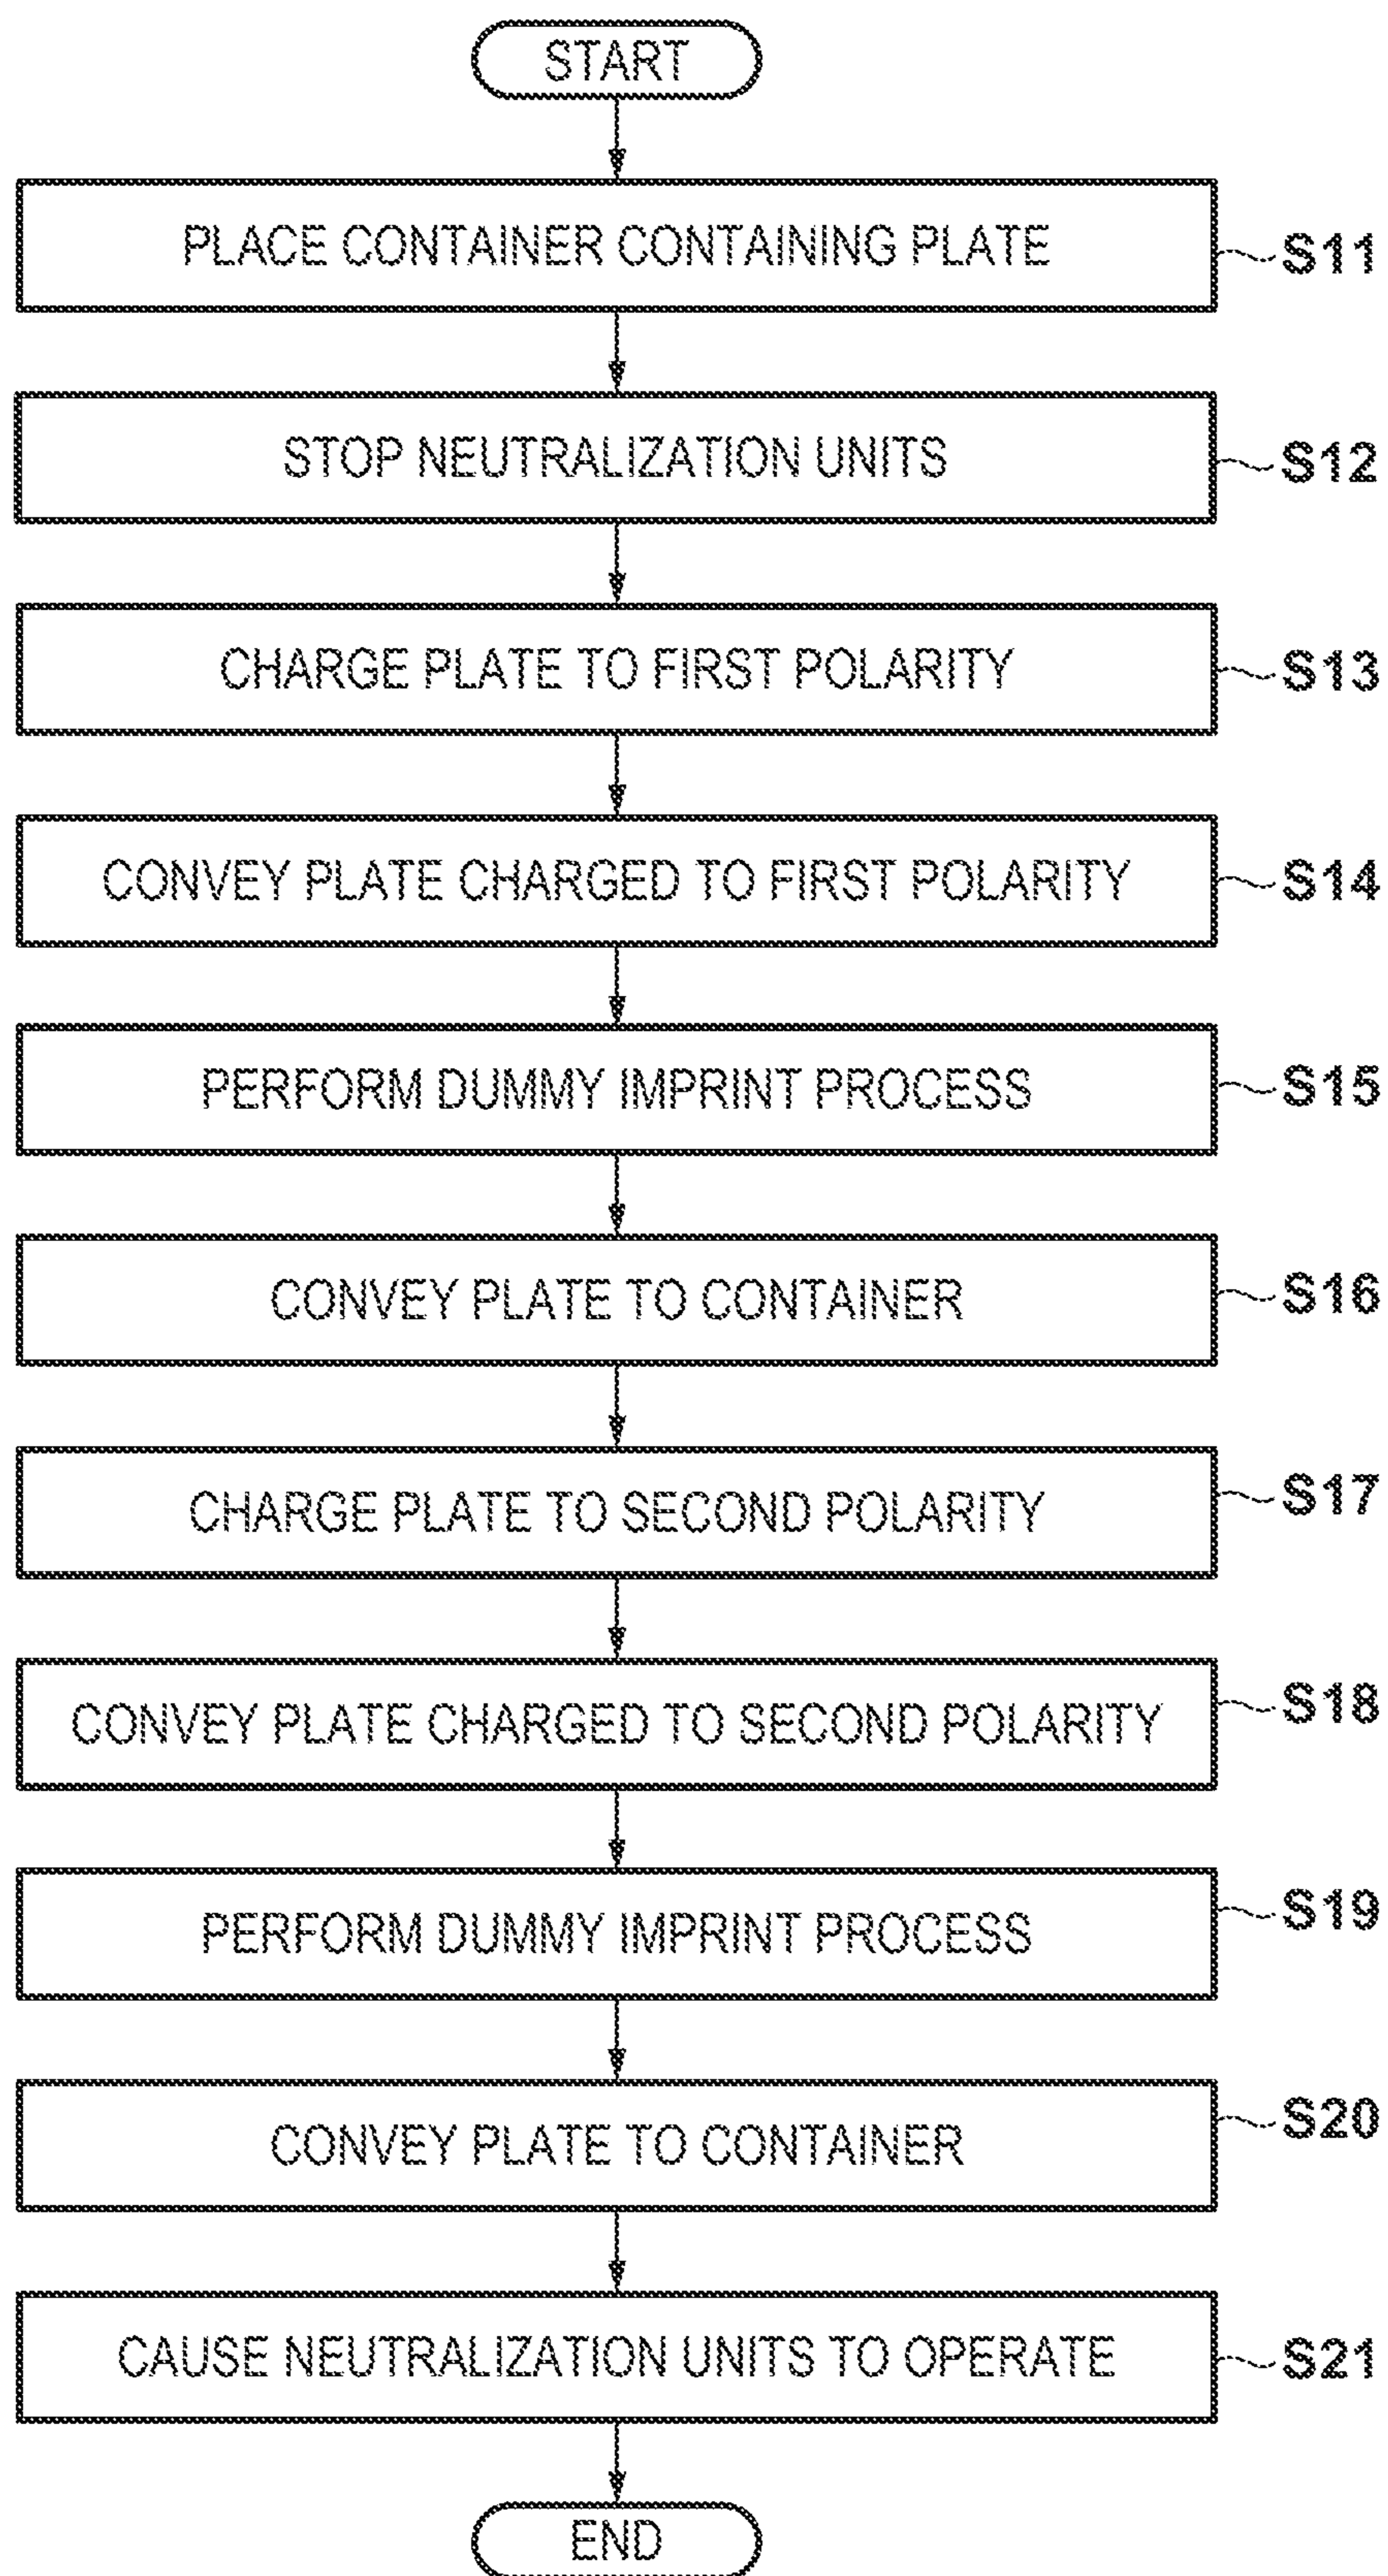 START
PLACE CONTAINER CONTAINING PLATE
S11
STOP NEUTRALIZATION UNITS
S12
CHARGE PLATE TO FIRST POLARITY
S13
CONVEY PLATE CHARGED TO FIRST POLARITY
S14
PERFORM DUMMY IMPRINT PROCESS
S15
CONVEY PLATE TO CONTAINER
S16
CHARGE PLATE TO SECOND POLARITY
S17
CONVEY PLATE CHARGED TO SECOND POLARITY
S18
PERFORM DUMMY IMPRINT PROCESS
S19
CONVEY PLATE TO CONTAINER
S20
CAUSE NEUTRALIZATION UNITS TO OPERATE
S21
END